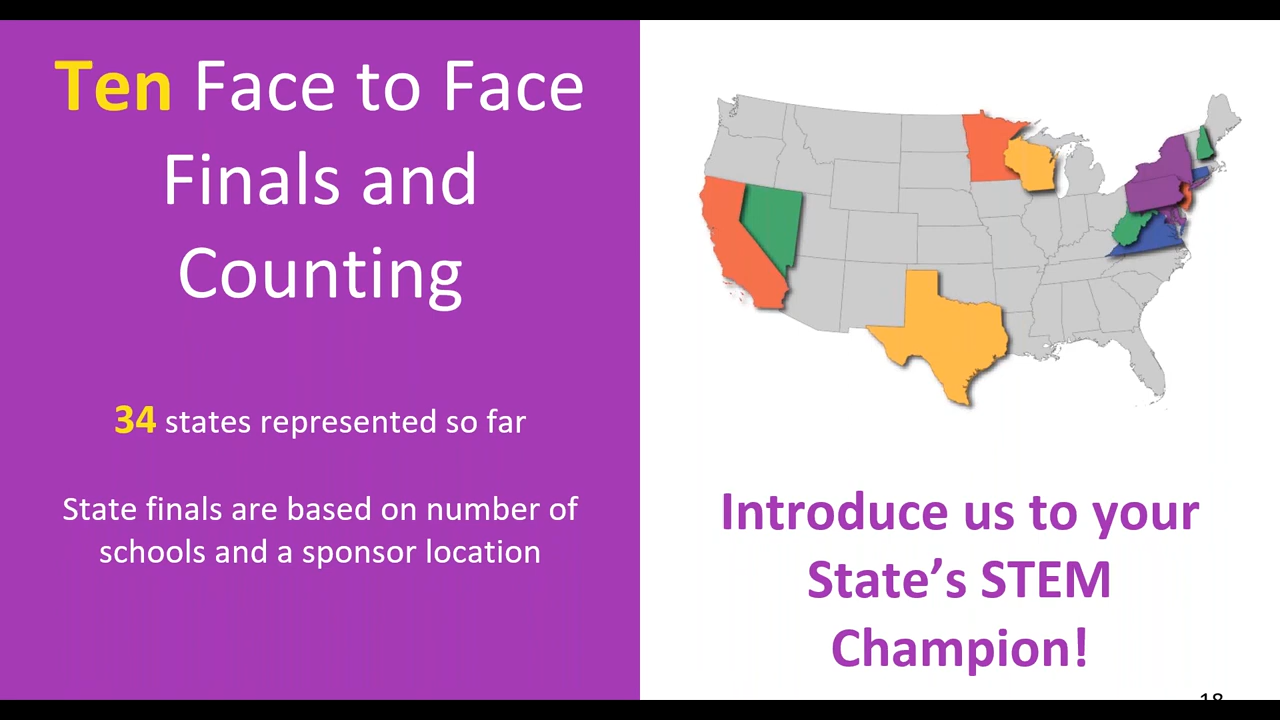 Ten Face to Face
Finals and
Counting
34 states represented so far
State finals are based on number of
schools and a sponsor location
Introduce us to your
State’s STEM
Champion!
18